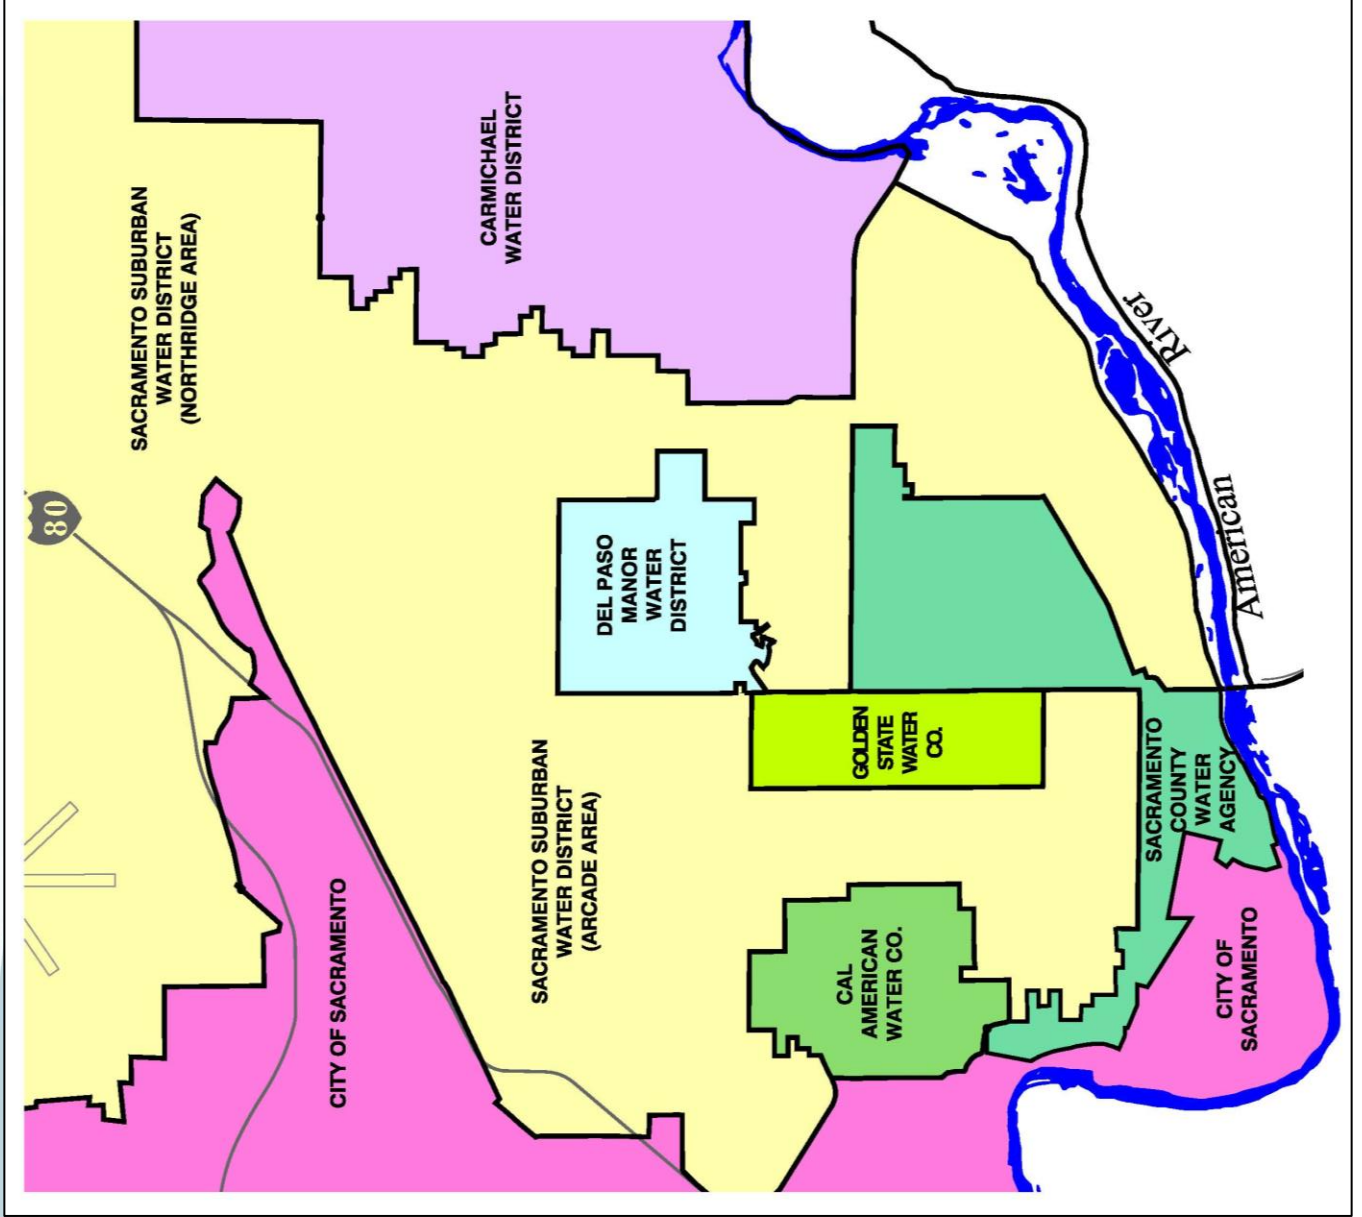 SACRAMENTO SUBURBAN
WATER DISTRICT
(NORTHRIDGE AREA)
CARMICHAEL
WATER DISTRICT
80
DEL PASO
MANOR
WATER
DISTRICT
River
American
GOLDEN
STATE
WATER
CO.
SACRAMENTO
COUNTY
WATER
AGENCY
SACRAMENTO SUBURBAN
WATER DISTRICT
(ARCADE AREA)
CITY OF SACRAMENTO
CAL
AMERICAN
WATER CO.
CITY OF
SACRAMENTO